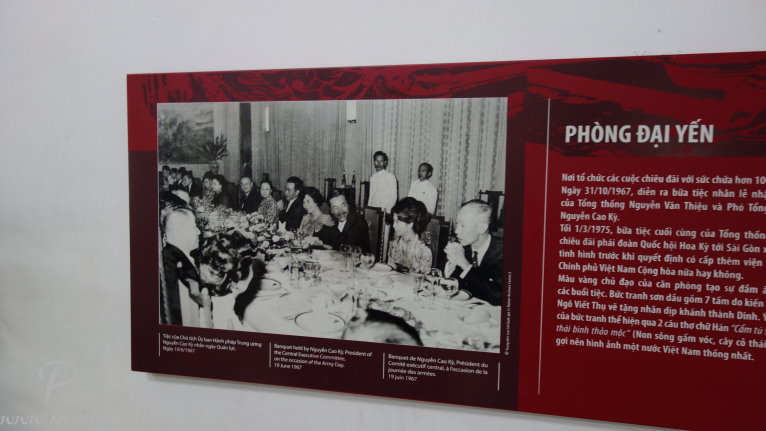 PHÒNG ĐẠI YẾN
Nơi tổ chức các cuộc chiêu đãi với sức chứa hơn 10
Ngày 31/10/1967, diễn ra bữa tiệc nhân lễ nhậ
của Tổng thống Nguyễn Văn Thiệu và Phó Tổn
Nguyễn Cao Kỳ.
Tối 1/3/1975, bữa tiệc cuối cùng của Tổng thốn
chiêu đãi phái đoàn Quốc hội Hoa Kỳ tới Sài Gòn x
tình hình trước khi quyết định có cấp thêm viện
Chính phủ Việt Nam Cộng hòa nữa hay không.
Màu vàng chủ đạo của căn phòng tạo sự đầm ấ
các buổi tiệc. Bức tranh sơn dầu gồm 7 tấm do kiến
Ngô Viết Thụ vẽ tặng nhân dịp khánh thành Dinh. Ý
của bức tranh thể hiện qua 2 câu thơ chữ Hán "Cẩm tú s
thái bình thảo mộc" (Non sông gấm vóc, cây cỏ thái
gợi nên hình ảnh một nước Việt Nam thống nhất.
Tiệc của Chủ tịch Ủy ban Hành pháp Trung ương
Nguyễn Cao Kỳ nhân ngày Quân lực.
Ngày 19/6/1967
Banquet held by Nguyễn Cao Kỳ, President of
the Central Executive Committee,
on the occasion of the Army Day.
19 June 1967
Banquet de Nguyễn Cao Kỳ, Président du
Comité exécutif central, à l'occasion de la
journée des armées.
19 juin 1967